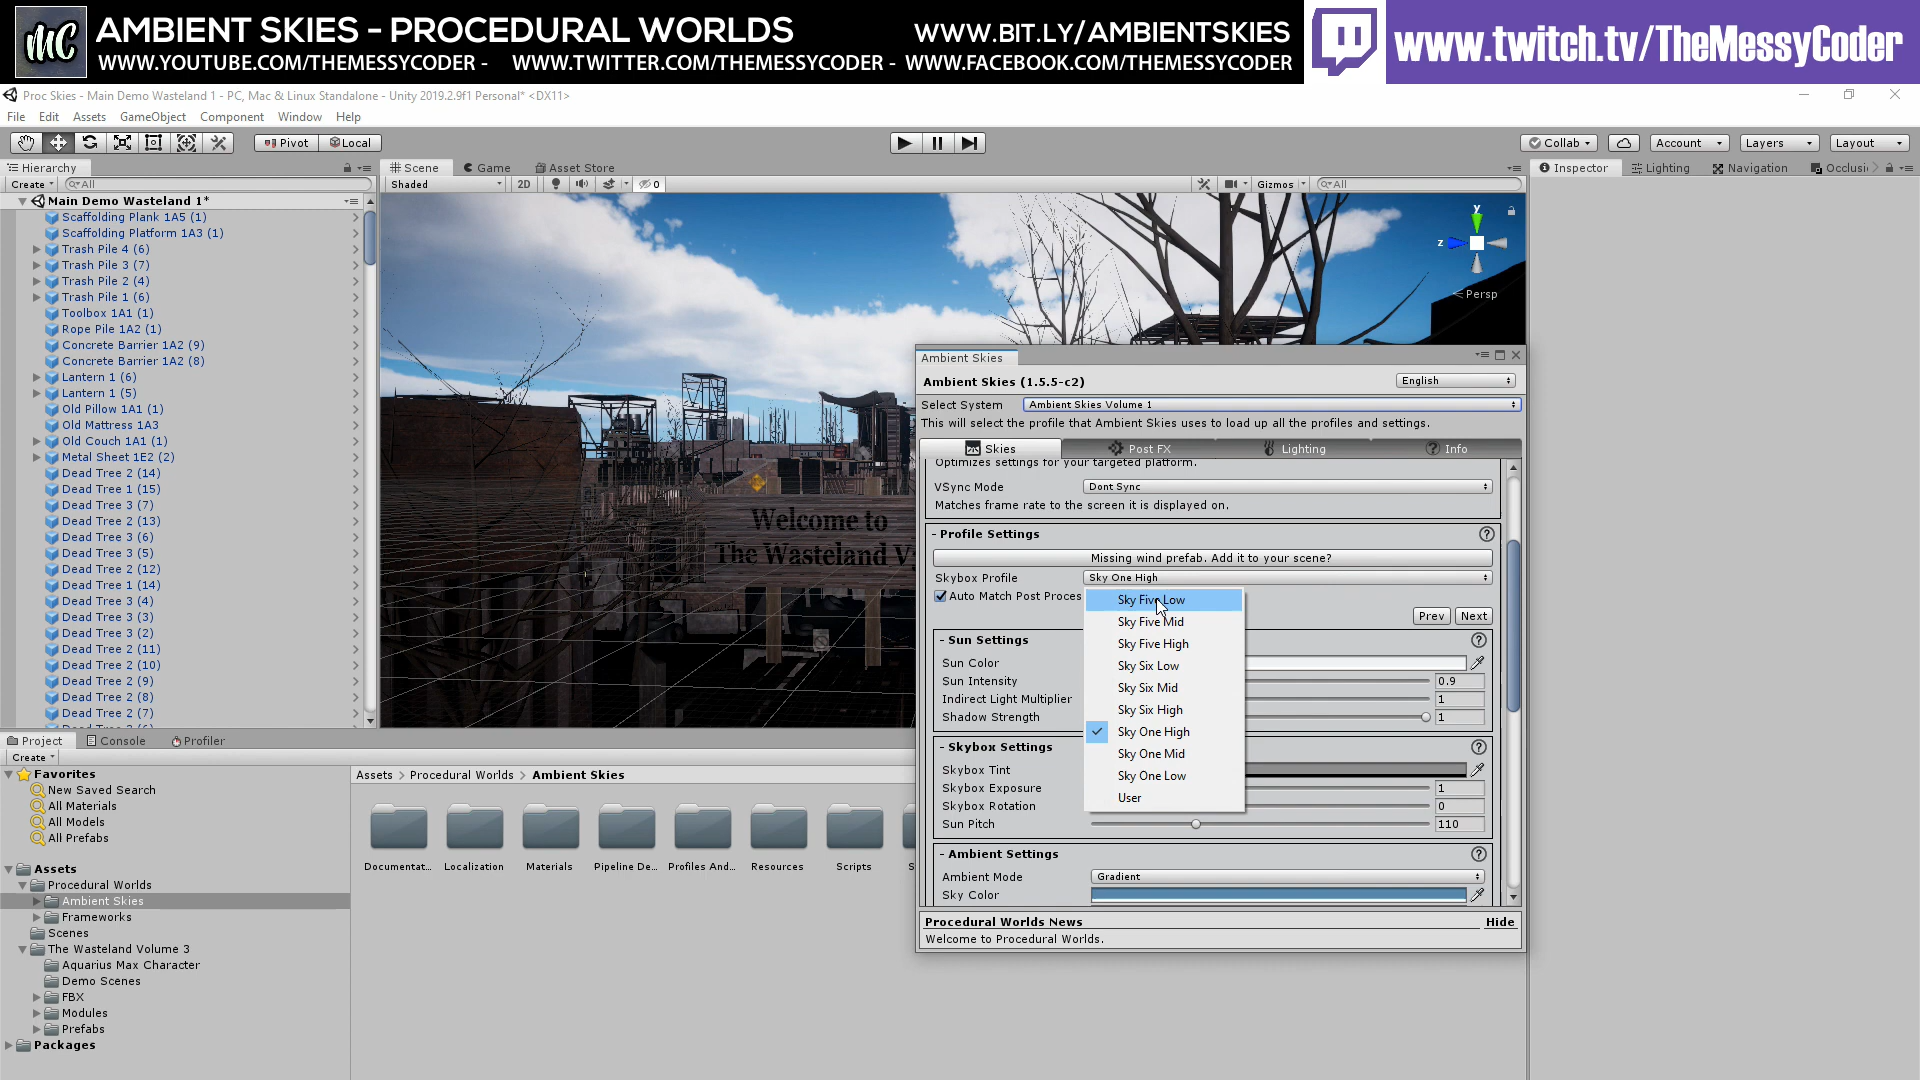 MC
AMBIENT SKIES - PROCEDURAL WORLDS
WWW.BIT.LY/AMBIENTSKIES
WWW.YOUTUBE.COM/THEMESSYCODER - WWW.TWITTER.COM/THEMESSYCODER - WWW.FACEBOOK.COM/THEMESSYCODER
www.twitch.tv/TheMessyCoder
Proc Skies - Main Demo Wasteland 1 - PC, Mac & Linux Standalone - Unity 2019.2.9f1 Personal* <DX11>
File Edit Assets GameObject Component Window Help
Pivot Local
Collab Account Layers Layout
Hierarchy
Create All
Main Demo Wasteland 1*
Scaffolding Plank 1A5 (1)
Scaffolding Platform 1A3 (1)
Trash Pile 4 (6)
Trash Pile 3 (7)
Trash Pile 2 (4)
Trash Pile 1 (6)
Toolbox 1A1 (1)
Rope Pile 1A2 (1)
Concrete Barrier 1A2 (9)
Concrete Barrier 1A2 (8)
Lantern 1 (6)
Lantern 1 (5)
Old Pillow 1A1 (1)
Old Mattress 1A3
Old Couch 1A1 (1)
Metal Sheet 1E2 (2)
Dead Tree 2 (14)
Dead Tree 1 (15)
Dead Tree 3 (7)
Dead Tree 2 (13)
Dead Tree 3 (6)
Dead Tree 3 (5)
Dead Tree 2 (12)
Dead Tree 1 (14)
Dead Tree 3 (4)
Dead Tree 3 (3)
Dead Tree 3 (2)
Dead Tree 2 (11)
Dead Tree 2 (10)
Dead Tree 2 (9)
Dead Tree 2 (8)
Dead Tree 2 (7)
Scene Game Asset Store
Shaded 2D 0 Gizmos All
y
z
< Persp
Welcome to
The Wasteland V
Inspector Lighting Navigation Occlusi
Ambient Skies
Ambient Skies (1.5.5-c2) English
Select System Ambient Skies Volume 1
This will select the profile that Ambient Skies uses to load up all the profiles and settings.
Skies Post FX Lighting Info
Optimizes settings for your targeted platform.
VSync Mode Dont Sync
Matches frame rate to the screen it is displayed on.
- Profile Settings
Missing wind prefab. Add it to your scene?
Skybox Profile Sky One High
Auto Match Post Proces
Sky Five Low
Sky Five Mid
Sky Five High
Sky Six Low
Sky Six Mid
Sky Six High
Sky One High
Sky One Mid
Sky One Low
User
Prev Next
- Sun Settings
Sun Color
Sun Intensity 0.9
Indirect Light Multiplier 1
Shadow Strength 1
- Skybox Settings
Skybox Tint
Skybox Exposure 1
Skybox Rotation 0
Sun Pitch 110
- Ambient Settings
Ambient Mode Gradient
Sky Color
Procedural Worlds News Hide
Welcome to Procedural Worlds.
Project Console Profiler
Create
Favorites
New Saved Search
All Materials
All Models
All Prefabs
Assets
Procedural Worlds
Ambient Skies
Frameworks
Scenes
The Wasteland Volume 3
Aquarius Max Character
Demo Scenes
FBX
Modules
Prefabs
Packages
Assets > Procedural Worlds > Ambient Skies
Documentat... Localization Materials Pipeline De... Profiles And... Resources Scripts